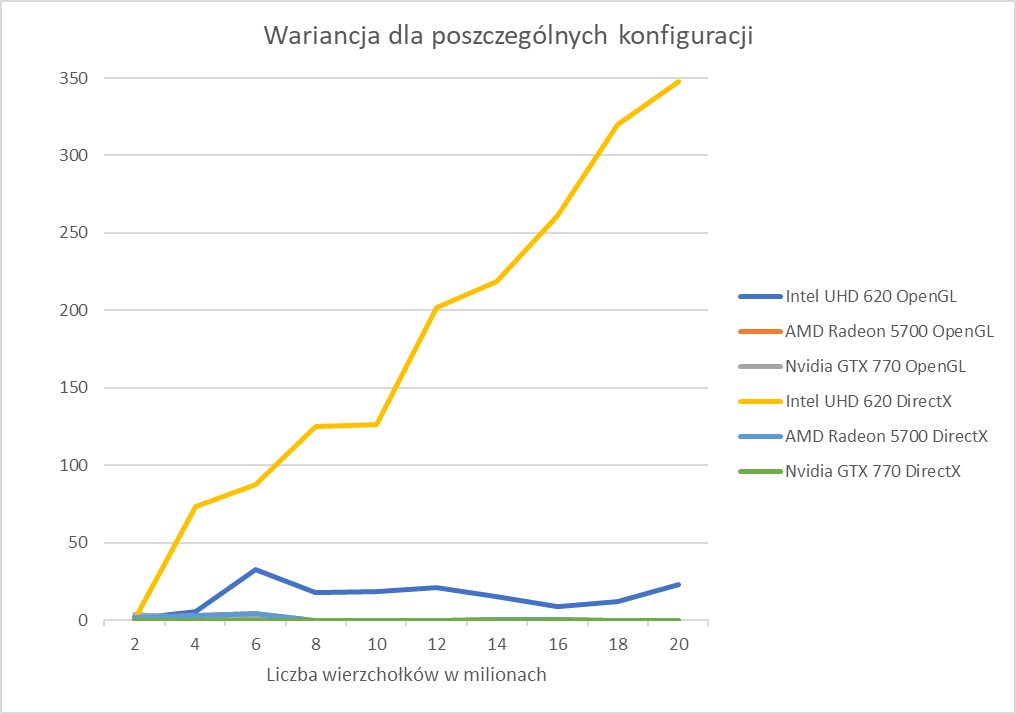 Wariancja dla poszczególnych konfiguracji
350
300
250
200
150
100
50
0
2 4 6 8 10 12 14 16 18 20
Liczba wierzchołków w milionach
Intel UHD 620 OpenGL
AMD Radeon 5700 OpenGL
Nvidia GTX 770 OpenGL
Intel UHD 620 DirectX
AMD Radeon 5700 DirectX
Nvidia GTX 770 DirectX